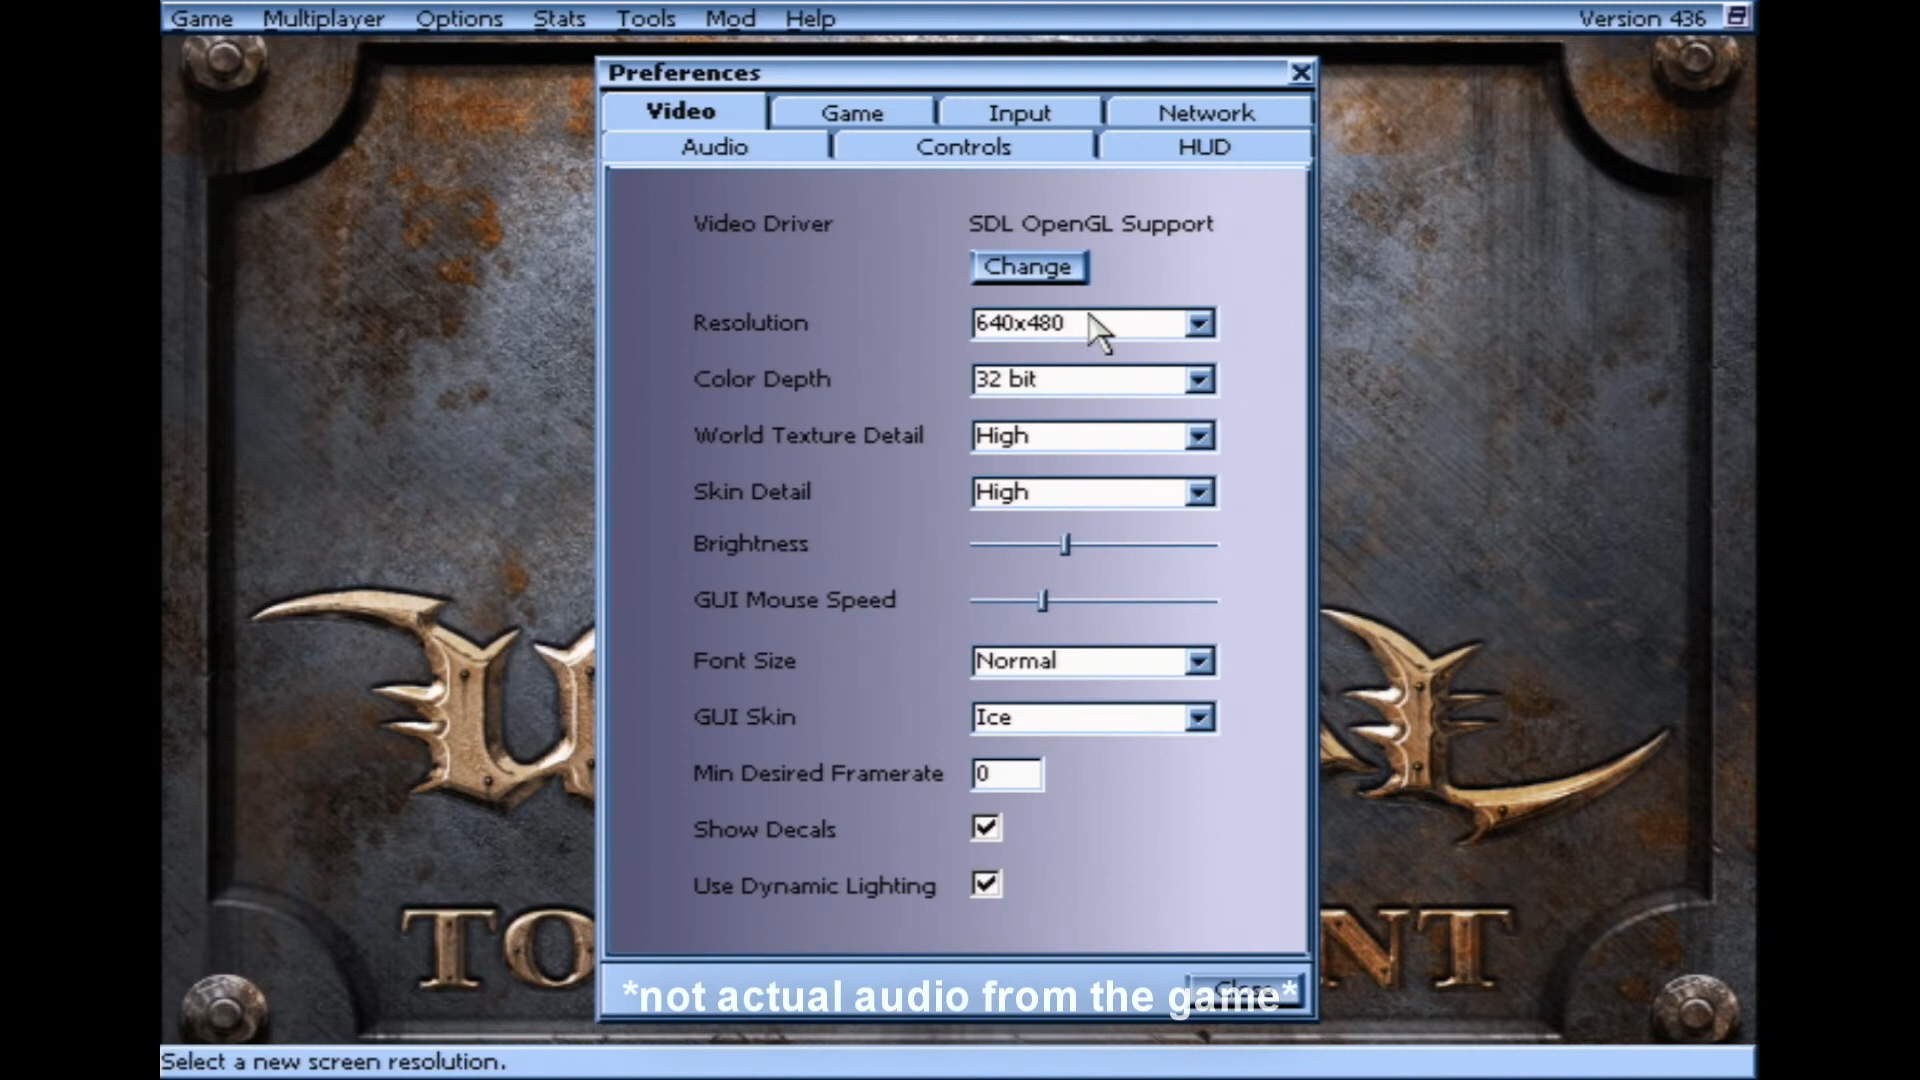 Game Multiplayer Options Stats Tools Mod Help Version 436
Preferences
Video Game Input Network
Audio Controls HUD
Video Driver SDL OpenGL Support
Change
Resolution 640x480
Color Depth 32 bit
World Texture Detail High
Skin Detail High
Brightness
GUI Mouse Speed
Font Size Normal
GUI Skin Ice
Min Desired Framerate 0
Show Decals
Use Dynamic Lighting
TO NT
Close
*not actual audio from the game*
Select a new screen resolution.